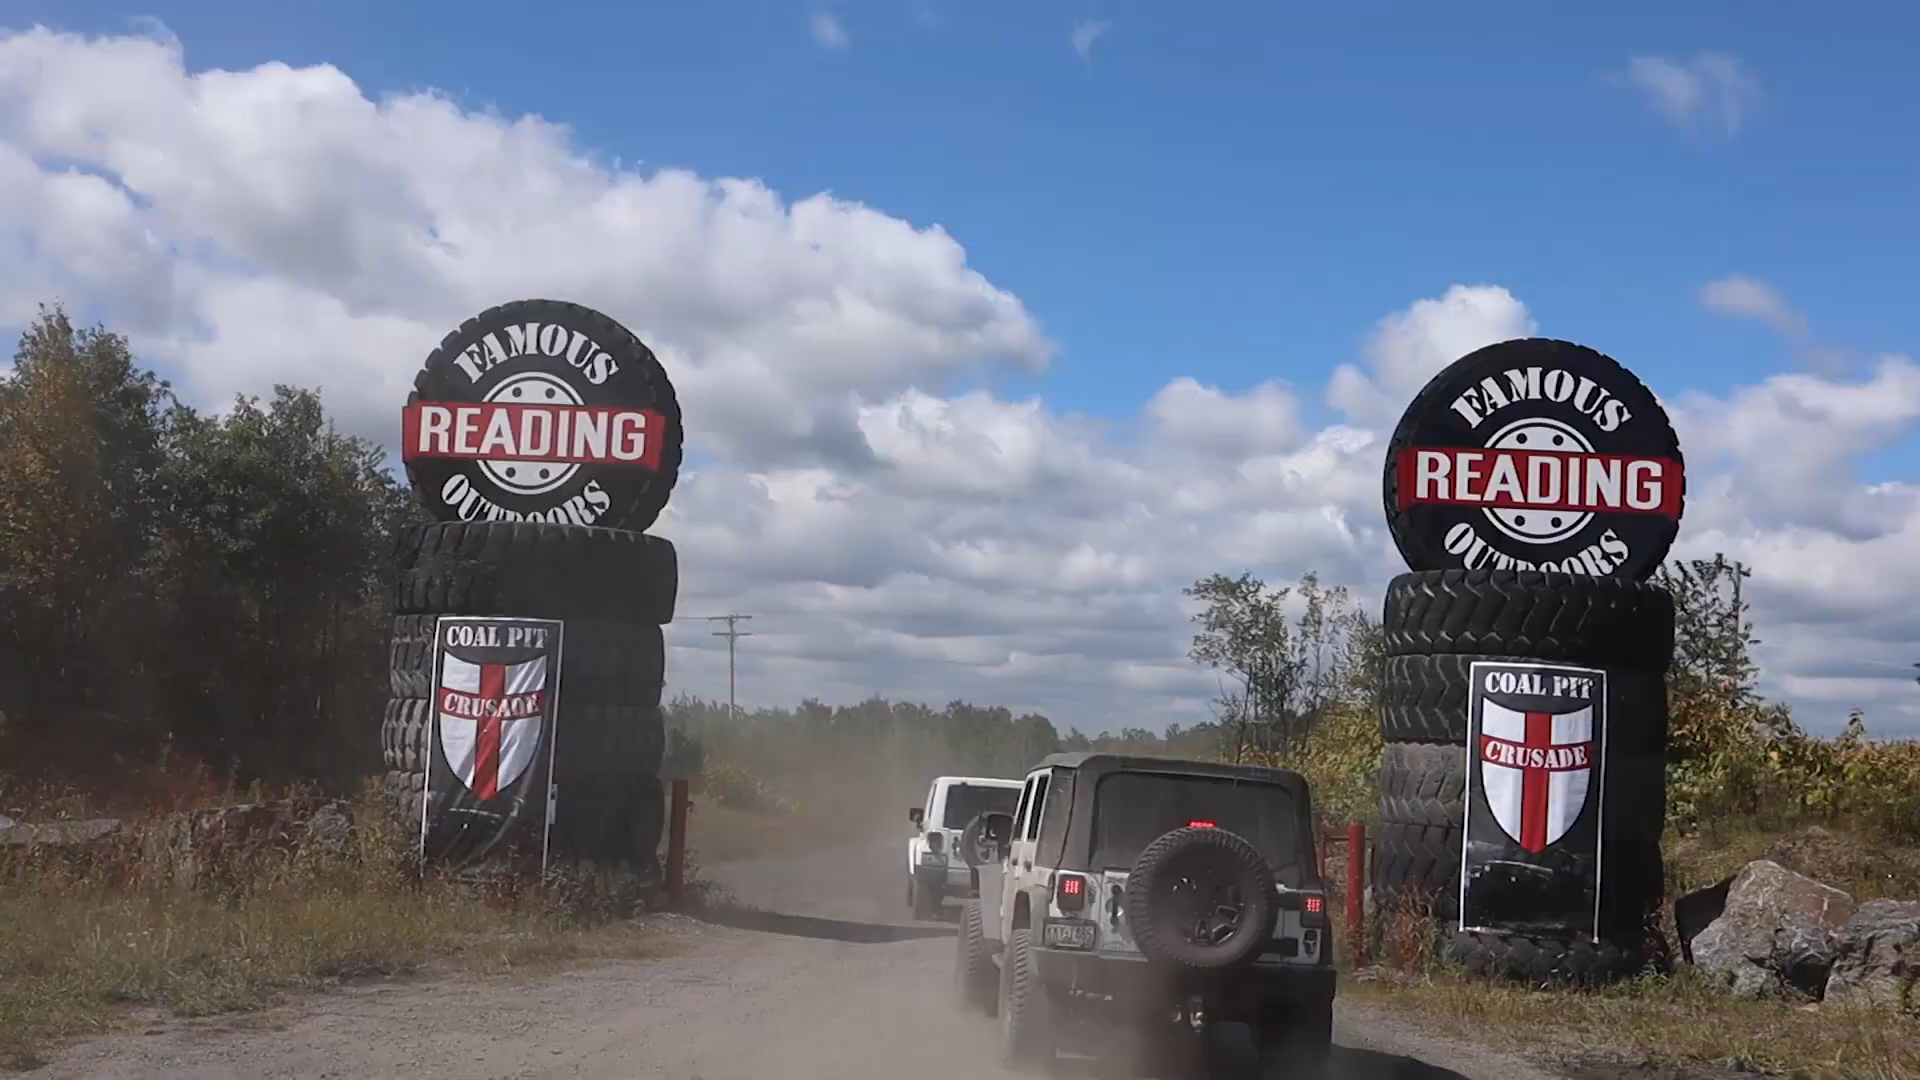 FAMOUS
READING
OUTDOORS
COAL PIT
CRUSADE
FAMOUS
READING
OUTDOORS
COAL PIT
CRUSADE